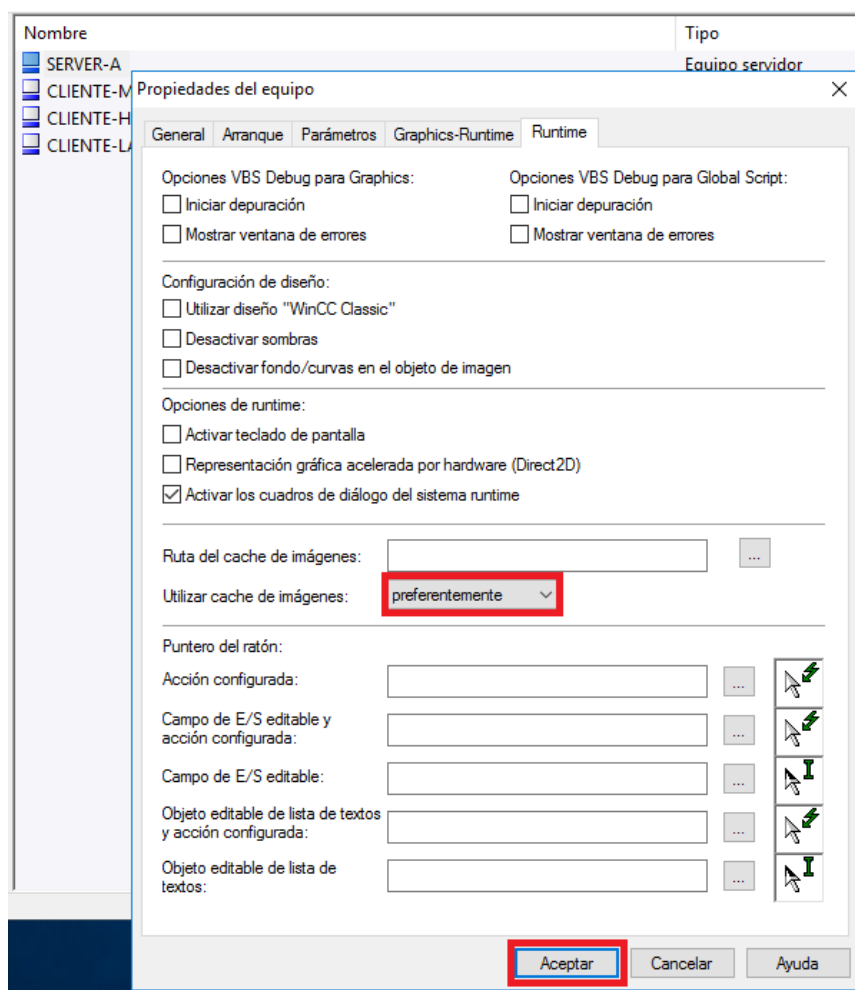 Nombre Tipo
SERVER-A Equipo servidor
CLIENTE-M
CLIENTE-H
CLIENTE-LA
Propiedades del equipo
General Arranque Parámetros Graphics-Runtime Runtime
Opciones VBS Debug para Graphics: Opciones VBS Debug para Global Script:
Iniciar depuración Iniciar depuración
Mostrar ventana de errores Mostrar ventana de errores
Configuración de diseño:
Utilizar diseño "WinCC Classic"
Desactivar sombras
Desactivar fondo/curvas en el objeto de imagen
Opciones de runtime:
Activar teclado de pantalla
Representación gráfica acelerada por hardware (Direct2D)
Activar los cuadros de diálogo del sistema runtime
Ruta del cache de imágenes: ...
Utilizar cache de imágenes: preferentemente
Puntero del ratón:
Acción configurada: ...
Campo de E/S editable y
acción configurada: ...
Campo de E/S editable: ...
Objeto editable de lista de textos
y acción configurada: ...
Objeto editable de lista de
textos: ...
Aceptar Cancelar Ayuda